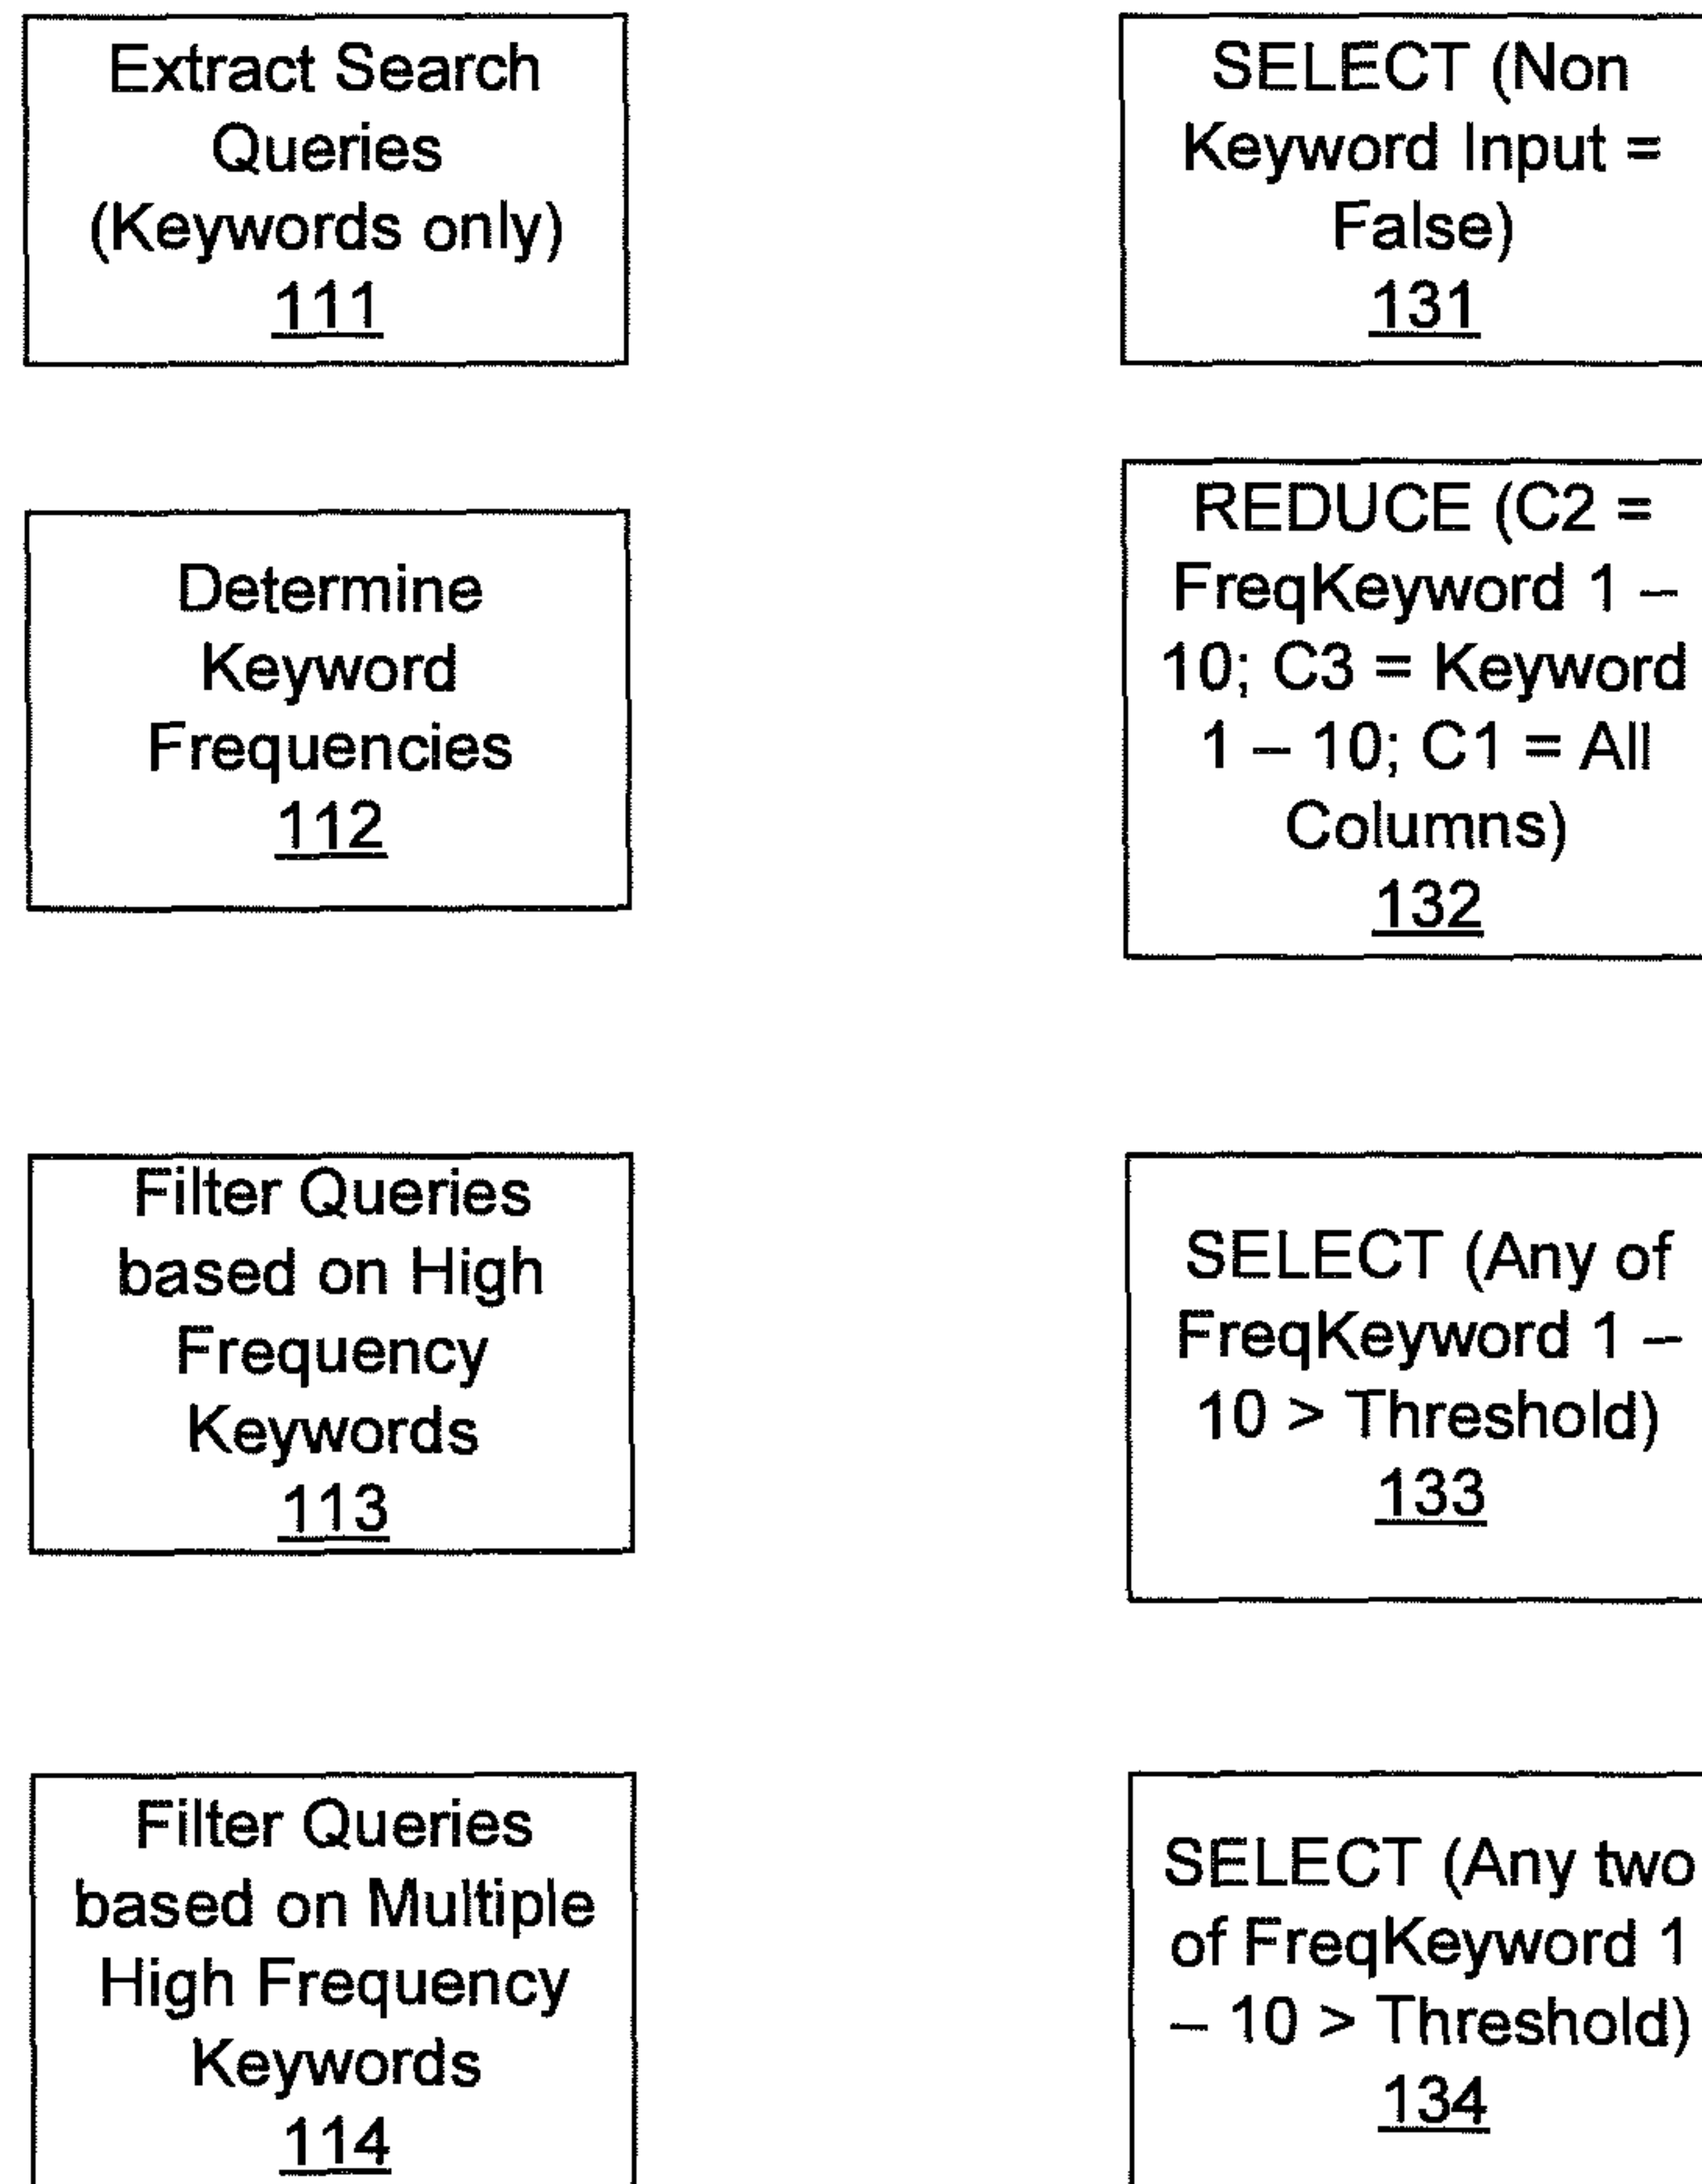 Extract Search
Queries
(Keywords only)
111
SELECT (Non
Keyword Input =
False)
131
Determine
Keyword
Frequencies
112
REDUCE (C2 =
FreqKeyword 1 –
10; C3 = Keyword
1 – 10; C1 = All
Columns)
132
Filter Queries
based on High
Frequency
Keywords
113
SELECT (Any of
FreqKeyword 1 –
10 > Threshold)
133
Filter Queries
based on Multiple
High Frequency
Keywords
114
SELECT (Any two
of FreqKeyword 1
– 10 > Threshold)
134